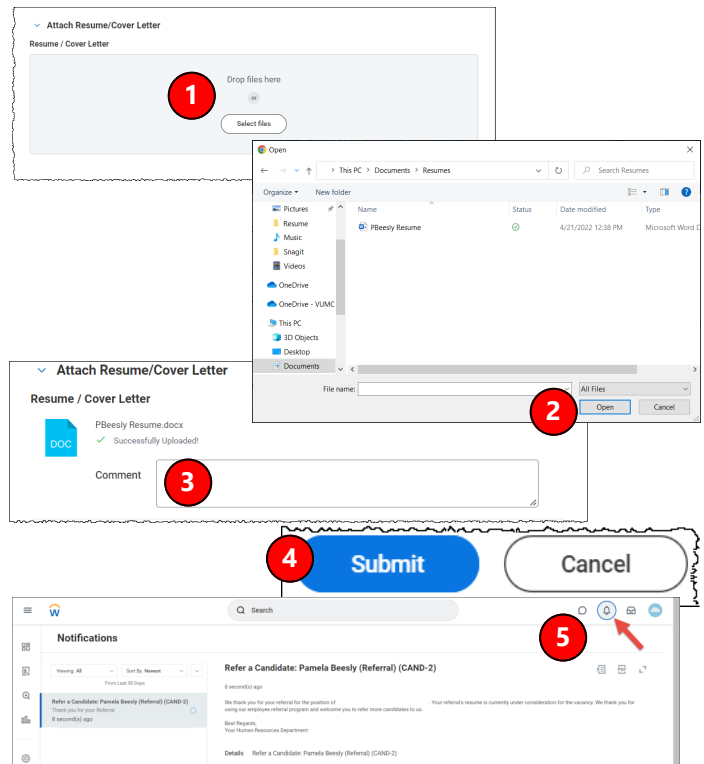 Attach Resume/Cover Letter
Resume / Cover Letter
Drop files here
or
Select files
1
Open
This PC > Documents > Resumes
Search Resumes
Organize
New folder
Pictures
Resume
Music
Snagit
Videos
OneDrive
OneDrive - VUMC
This PC
3D Objects
Desktop
Documents
Name Status Date modified Type
PBeesly Resume 4/21/2022 12:38 PM Microsoft Word D
File name:
All Files
2
Open
Cancel
Attach Resume/Cover Letter
Resume / Cover Letter
DOC
PBeesly Resume.docx
Successfully Uploaded!
Comment
3
4
Submit
Cancel
W
Search
5
Notifications
Viewing: All
Sort By: Newest
From Last 30 Days
Refer a Candidate: Pamela Beesly (Referral) (CAND-2)
Thank you for your Referral
8 second(s) ago
Refer a Candidate: Pamela Beesly (Referral) (CAND-2)
8 second(s) ago
We thank you for your referral for the position of . Your referral's resume is currently under consideration for the vacancy. We thank you for
using our employee referral program and welcome you to refer more candidates to us.
Best Regards,
Your Human Resources Department
Details Refer a Candidate: Pamela Beesly (Referral) (CAND-2)